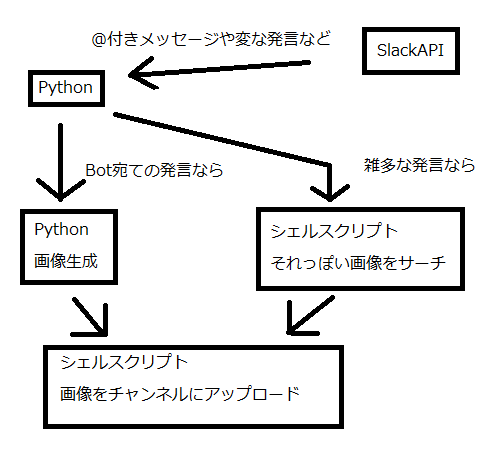 @付きメッセージや変な発言など
SlackAPI
Python
Bot宛ての発言なら
雑多な発言なら
Python
画像生成
シェルスクリプト
それっぽい画像をサーチ
シェルスクリプト
画像をチャンネルにアップロード